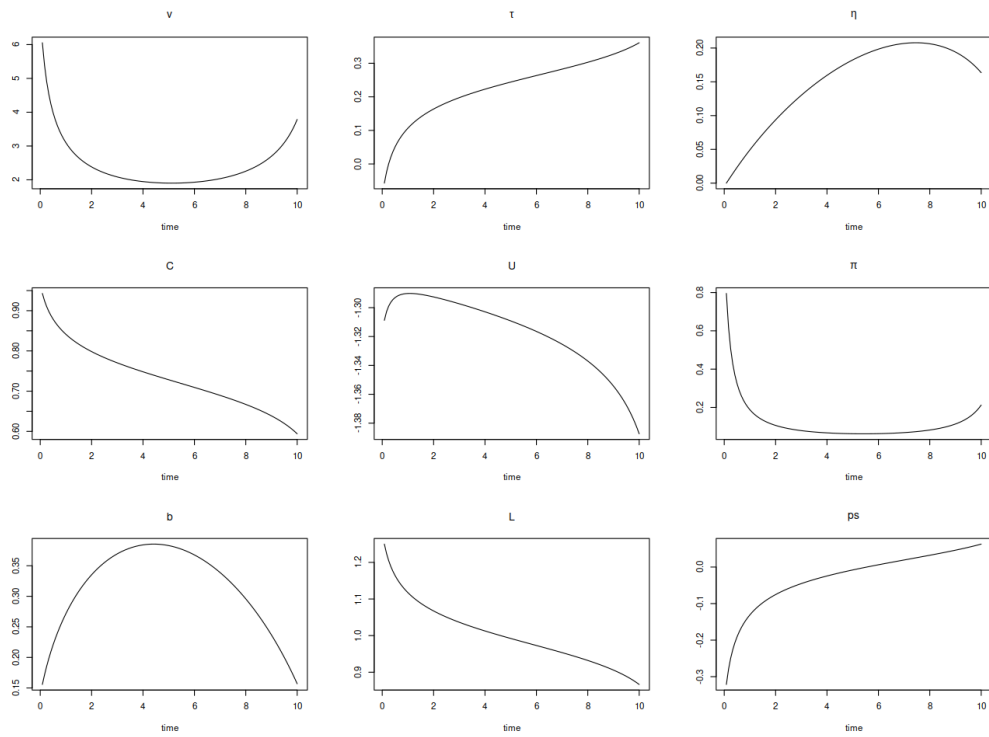 v
6
5
4
3
2
0 2 4 6 8 10
time
τ
0.3
0.2
0.1
0.0
0 2 4 6 8 10
time
η
0.20
0.15
0.10
0.05
0.00
0 2 4 6 8 10
time
C
0.90
0.80
0.70
0.60
0 2 4 6 8 10
time
U
-1.30
-1.32
-1.34
-1.36
-1.38
0 2 4 6 8 10
time
π
0.8
0.6
0.4
0.2
0 2 4 6 8 10
time
b
0.35
0.30
0.25
0.20
0.15
0 2 4 6 8 10
time
L
1.2
1.1
1.0
0.9
0 2 4 6 8 10
time
ps
0.0
-0.1
-0.2
-0.3
0 2 4 6 8 10
time